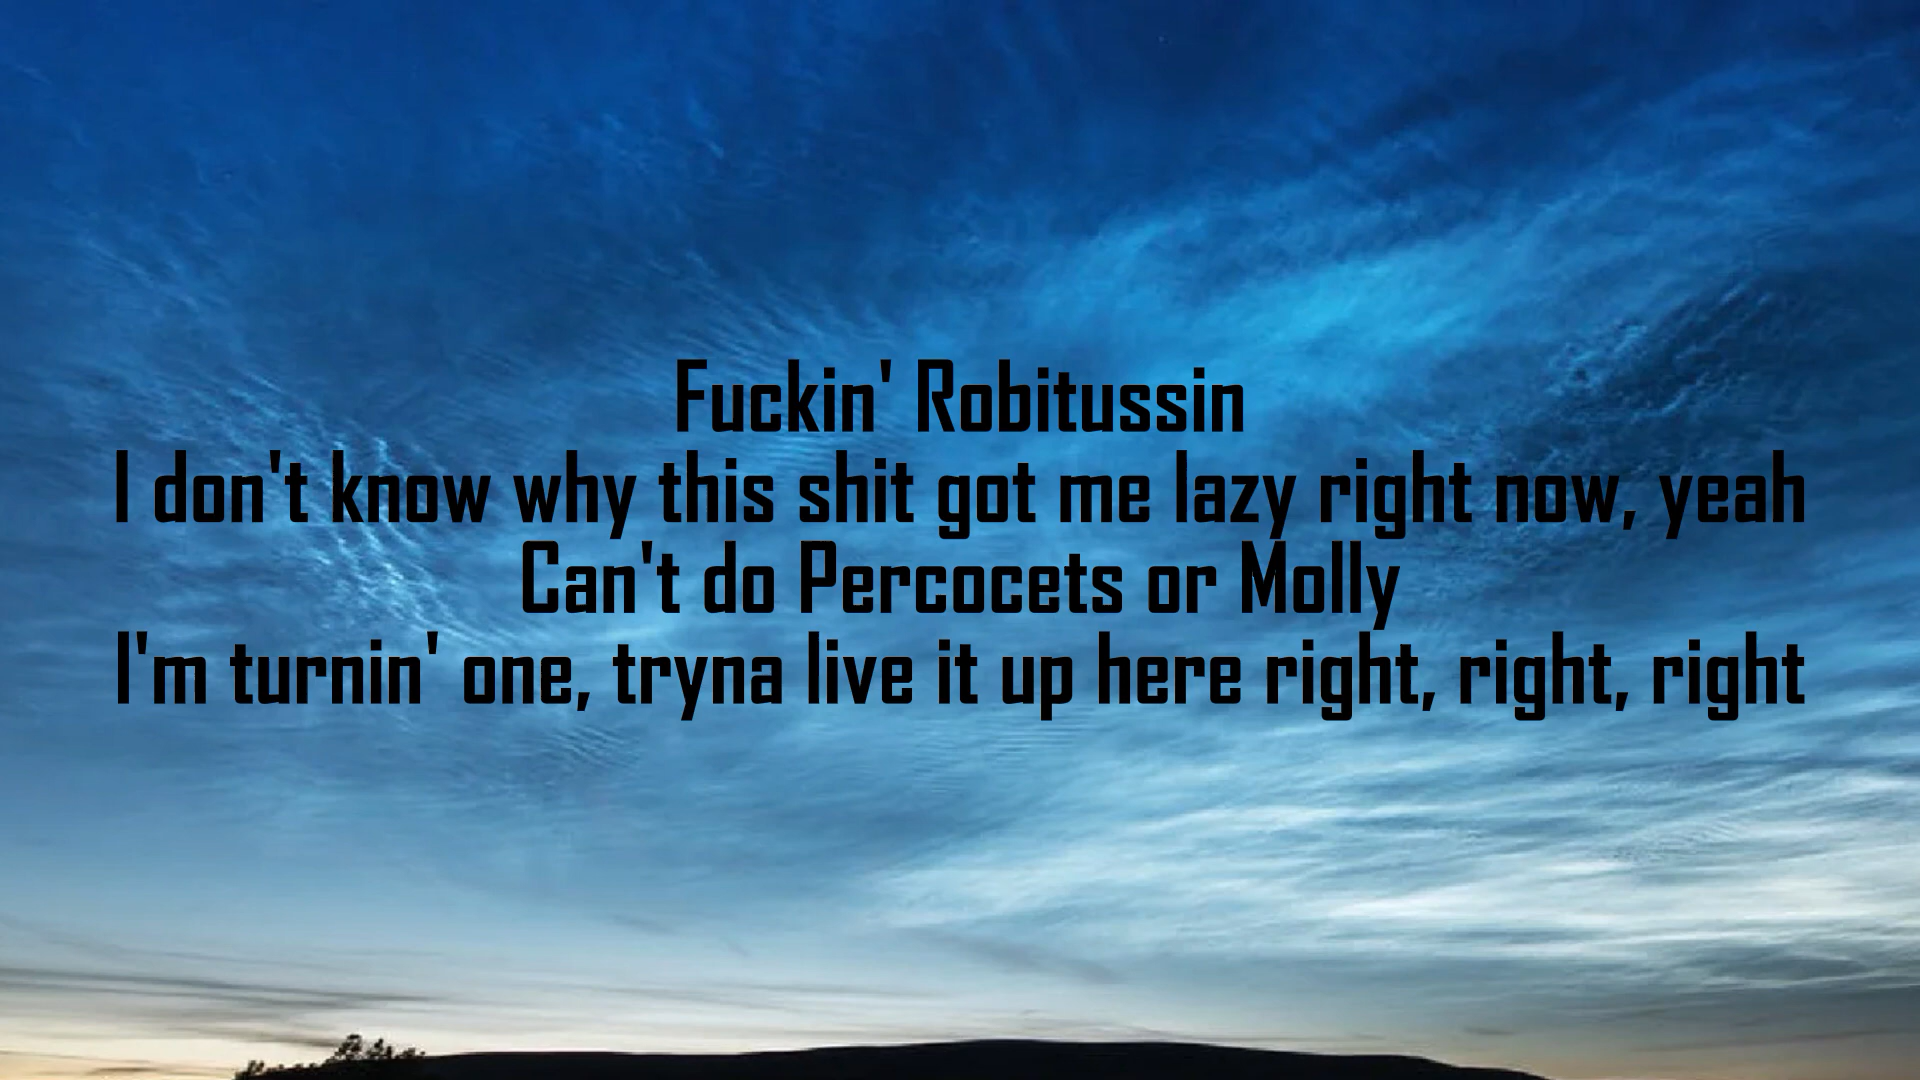 Fuckin' Robitussin
I don't know why this shit got me lazy right now, yeah
Can't do Percocets or Molly
I'm turnin' one, tryna live it up here right, right, right